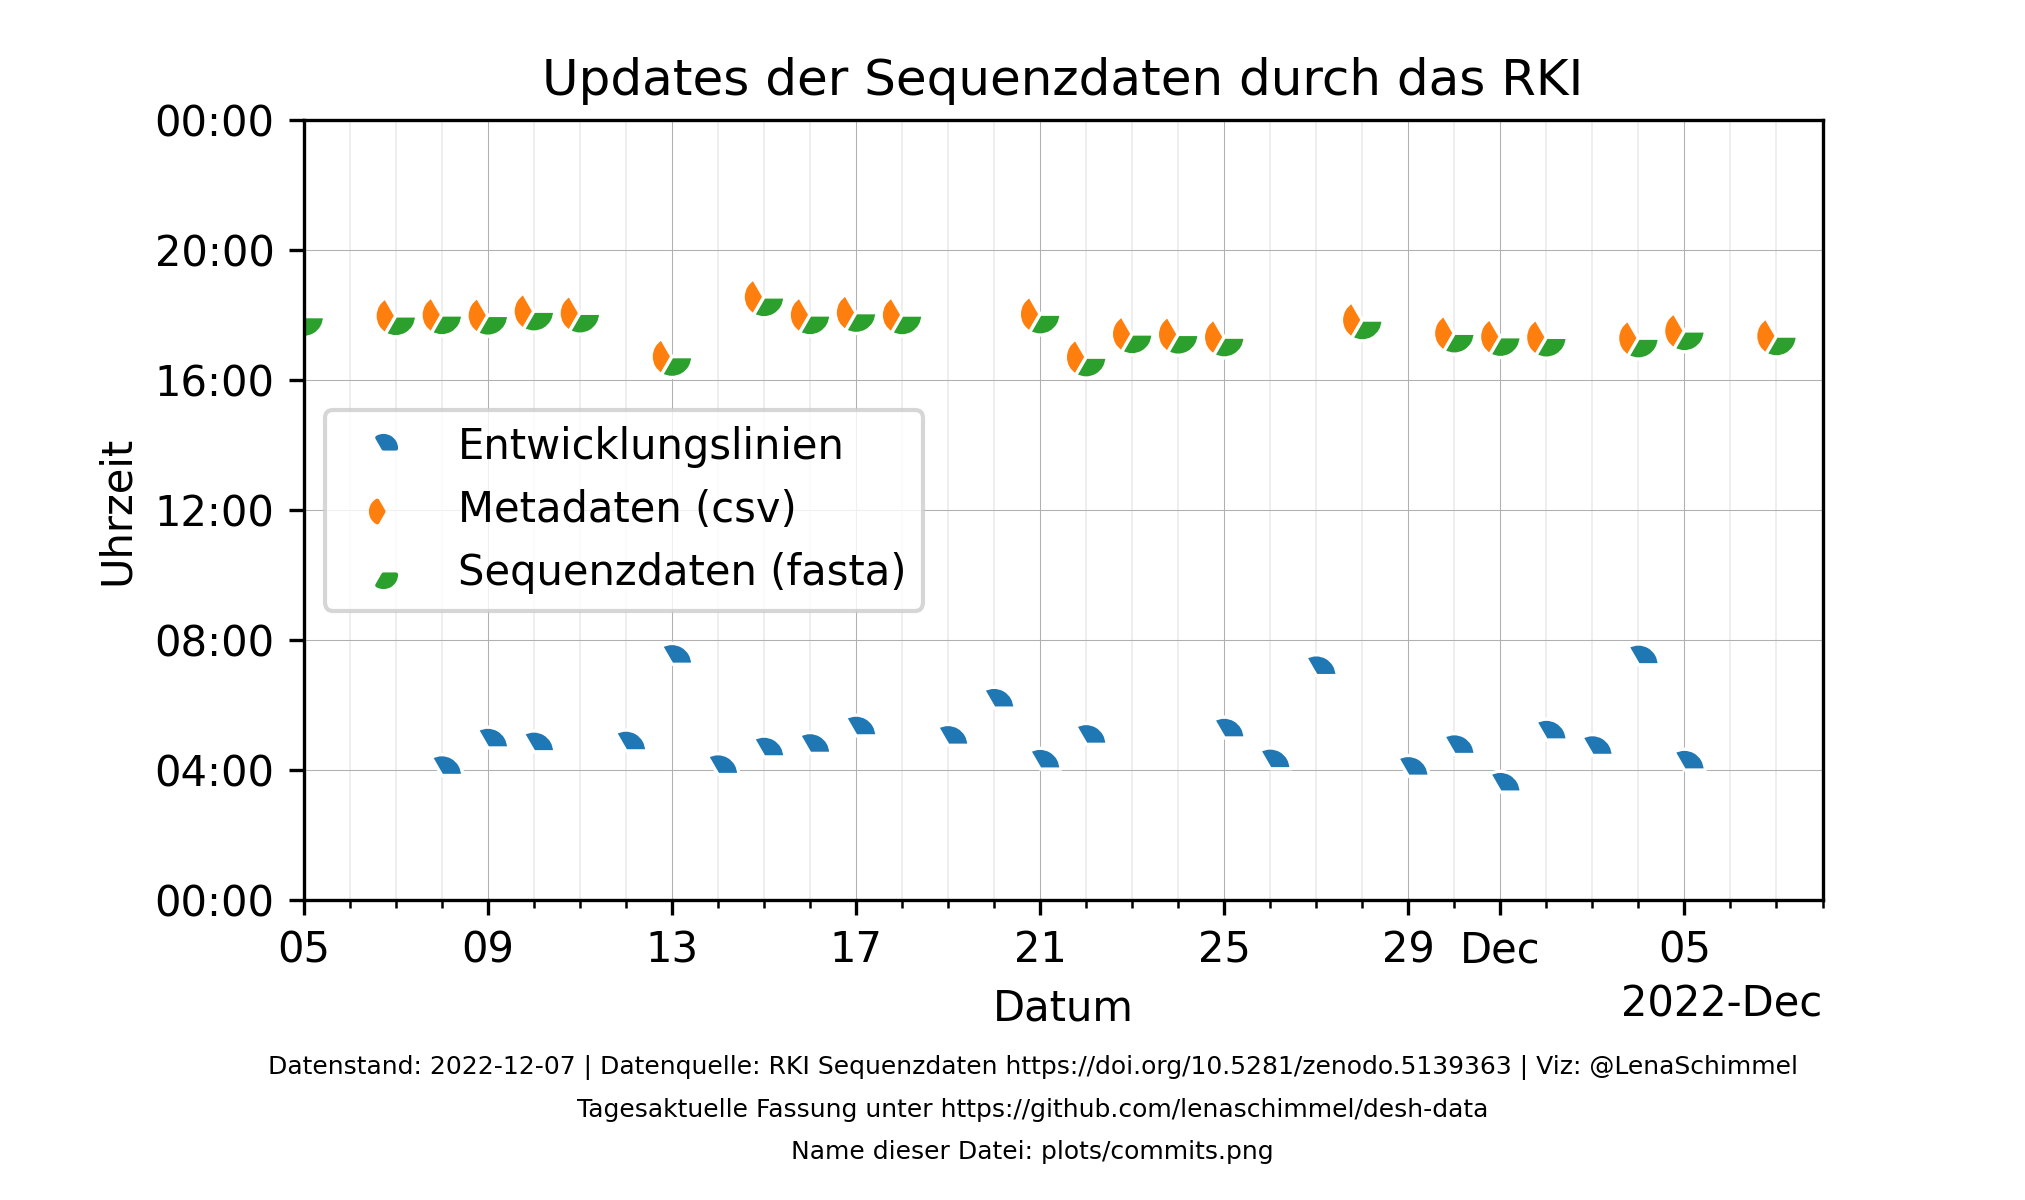 Updates der Sequenzdaten durch das RKI
00:00
20:00
16:00
12:00
08:00
04:00
00:00
Uhrzeit
Entwicklungslinien
Metadaten (csv)
Sequenzdaten (fasta)
05 09 13 17 21 25 29 Dec 05
Datum
2022-Dec
Datenstand: 2022-12-07 | Datenquelle: RKI Sequenzdaten https://doi.org/10.5281/zenodo.5139363 | Viz: @LenaSchimmel
Tagesaktuelle Fassung unter https://github.com/lenaschimmel/desh-data
Name dieser Datei: plots/commits.png